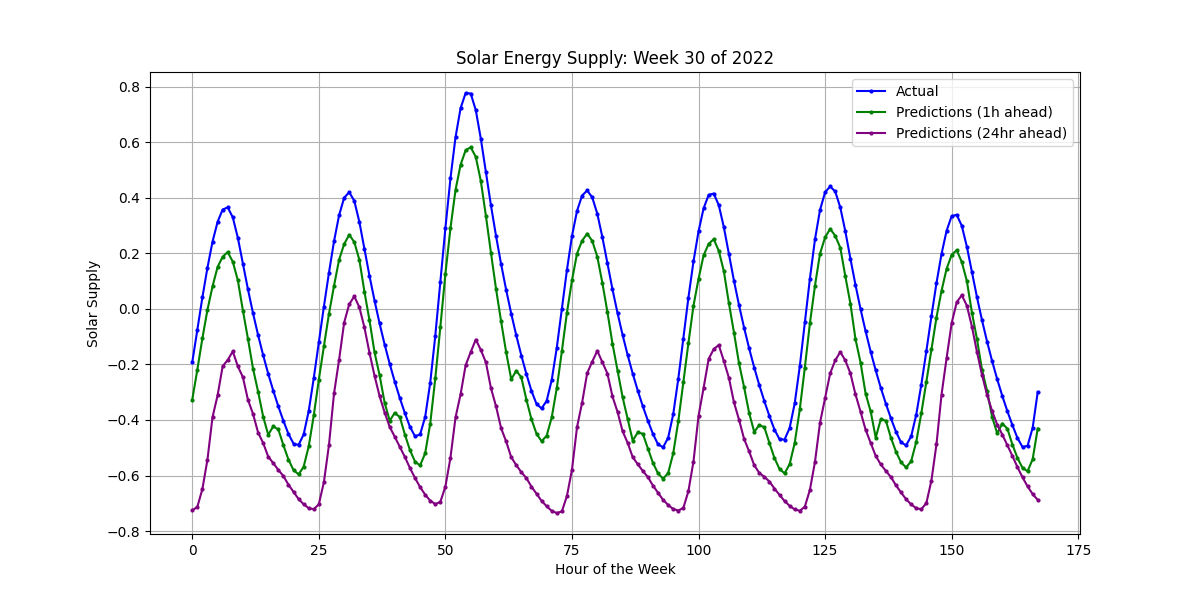 Solar Energy Supply: Week 30 of 2022
Actual
Predictions (1h ahead)
Predictions (24hr ahead)
Solar Supply
0.8
0.6
0.4
0.2
0.0
−0.2
−0.4
−0.6
−0.8
0 25 50 75 100 125 150 175
Hour of the Week